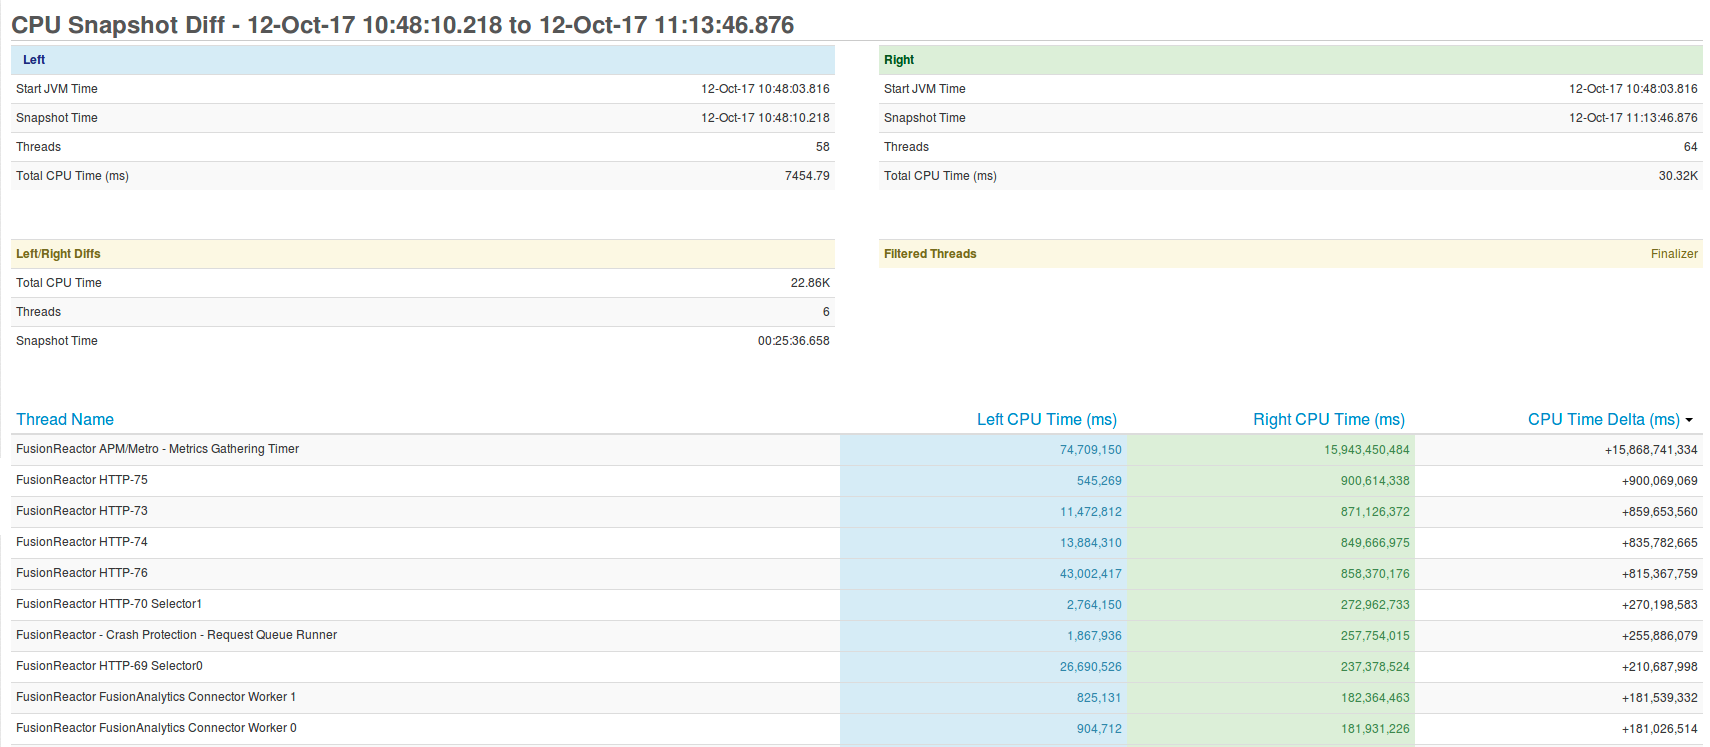 CPU Snapshot Diff - 12-Oct-17 10:48:10.218 to 12-Oct-17 11:13:46.876
Left
Start JVM Time 12-Oct-17 10:48:03.816
Snapshot Time 12-Oct-17 10:48:10.218
Threads 58
Total CPU Time (ms) 7454.79
Right
Start JVM Time 12-Oct-17 10:48:03.816
Snapshot Time 12-Oct-17 11:13:46.876
Threads 64
Total CPU Time (ms) 30.32K
Left/Right Diffs
Total CPU Time 22.86K
Threads 6
Snapshot Time 00:25:36.658
Filtered Threads Finalizer
Thread Name Left CPU Time (ms) Right CPU Time (ms) CPU Time Delta (ms)
FusionReactor APM/Metro - Metrics Gathering Timer 74,709,150 15,943,450,484 +15,868,741,334
FusionReactor HTTP-75 545,269 900,614,338 +900,069,069
FusionReactor HTTP-73 11,472,812 871,126,372 +859,653,560
FusionReactor HTTP-74 13,884,310 849,666,975 +835,782,665
FusionReactor HTTP-76 43,002,417 858,370,176 +815,367,759
FusionReactor HTTP-70 Selector1 2,764,150 272,962,733 +270,198,583
FusionReactor - Crash Protection - Request Queue Runner 1,867,936 257,754,015 +255,886,079
FusionReactor HTTP-69 Selector0 26,690,526 237,378,524 +210,687,998
FusionReactor FusionAnalytics Connector Worker 1 825,131 182,364,463 +181,539,332
FusionReactor FusionAnalytics Connector Worker 0 904,712 181,931,226 +181,026,514